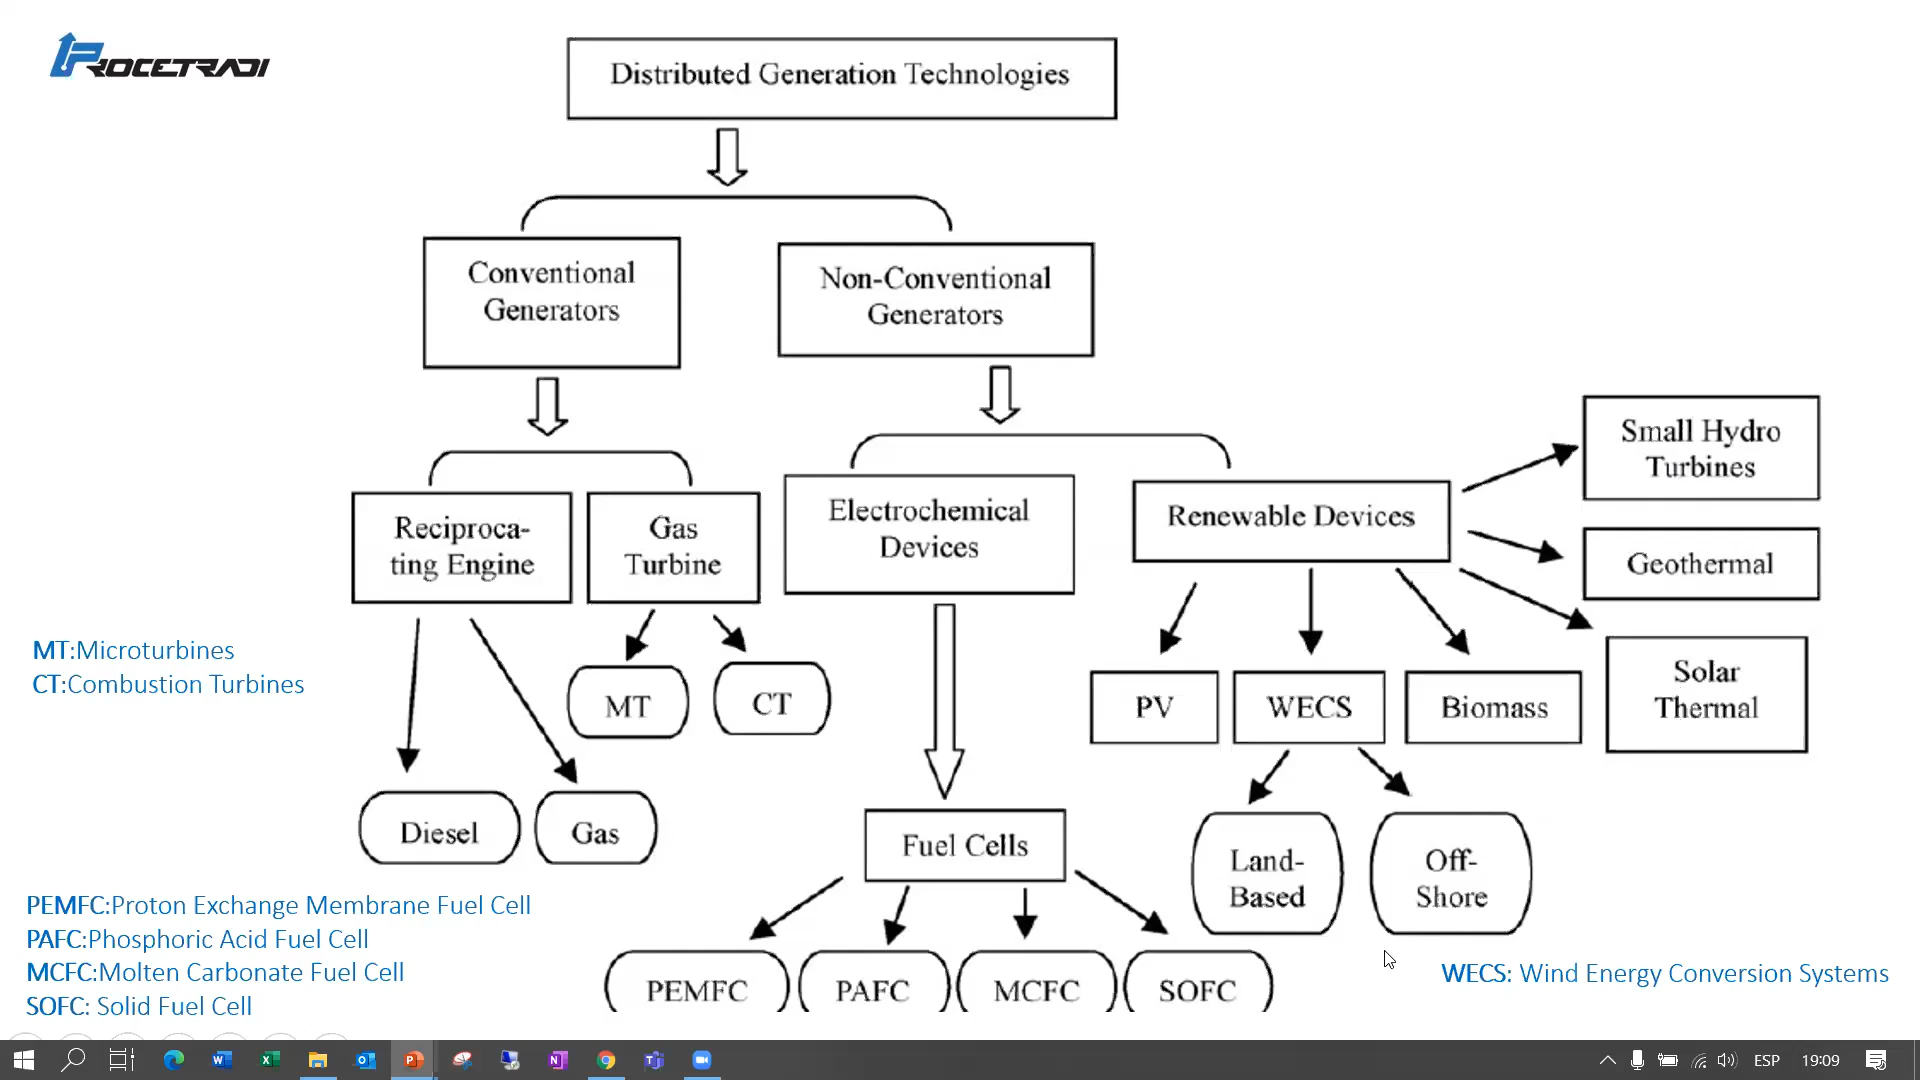 PROCETRADI
Distributed Generation Technologies
Conventional
Generators
Non-Conventional
Generators
Reciproca-
ting Engine
Gas
Turbine
Electrochemical
Devices
Renewable Devices
Small Hydro
Turbines
Geothermal
Solar
Thermal
MT:Microturbines
CT:Combustion Turbines
MT
CT
PV
WECS
Biomass
Diesel
Gas
Fuel Cells
Land-
Based
Off-
Shore
PEMFC:Proton Exchange Membrane Fuel Cell
PAFC:Phosphoric Acid Fuel Cell
MCFC:Molten Carbonate Fuel Cell
SOFC: Solid Fuel Cell
PEMFC
PAFC
MCFC
SOFC
WECS: Wind Energy Conversion Systems
ESP
19:09